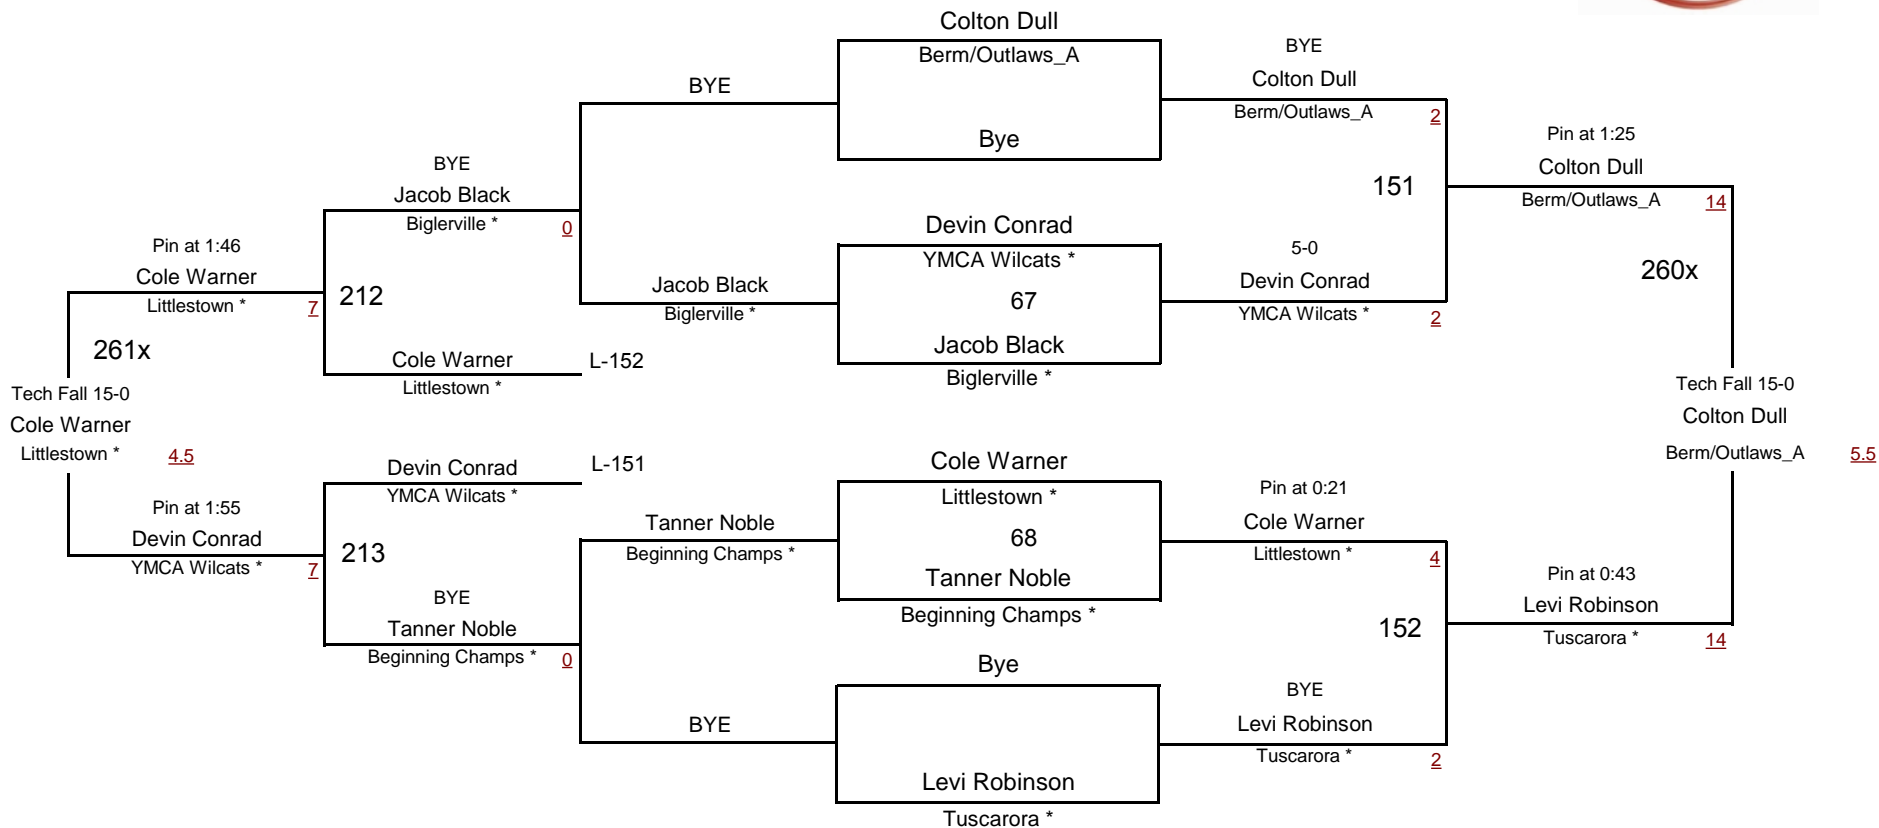 Colton Dull
Berm/Outlaws_A
Bye
BYE
BYE
Colton Dull
Berm/Outlaws_A 2
151
Pin at 1:25
Colton Dull
Berm/Outlaws_A 14
260x
BYE
Jacob Black
Biglerville * 0
Jacob Black
Biglerville *
Devin Conrad
YMCA Wilcats *
67
Jacob Black
Biglerville *
5-0
Devin Conrad
YMCA Wilcats * 2
Pin at 1:46
Cole Warner
Littlestown * 7
212
261x
Cole Warner L-152
Littlestown *
Tech Fall 15-0
Cole Warner
Littlestown * 4.5
Tech Fall 15-0
Colton Dull
Berm/Outlaws_A 5.5
Devin Conrad L-151
YMCA Wilcats *
Pin at 1:55
Devin Conrad
YMCA Wilcats * 7
213
BYE
Tanner Noble
Beginning Champs * 0
Tanner Noble
Beginning Champs *
BYE
Cole Warner
Littlestown *
68
Tanner Noble
Beginning Champs *
Bye
Levi Robinson
Tuscarora *
Pin at 0:21
Cole Warner
Littlestown * 4
152
BYE
Levi Robinson
Tuscarora * 2
Pin at 0:43
Levi Robinson
Tuscarora * 14